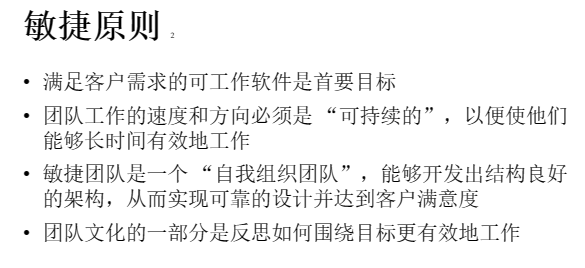 敏捷原则 2
• 满足客户需求的可工作软件是首要目标
• 团队工作的速度和方向必须是 “可持续的”，以便使他们
能够长时间有效地工作
• 敏捷团队是一个 “自我组织团队”，能够开发出结构良好
的架构，从而实现可靠的设计并达到客户满意度
• 团队文化的一部分是反思如何围绕目标更有效地工作